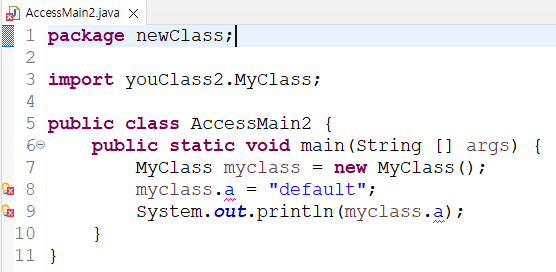 AccessMain2.java
1 package newClass;
2
3 import youClass2.MyClass;
4
5 public class AccessMain2 {
6 public static void main(String [] args) {
7 MyClass myclass = new MyClass();
8 myclass.a = "default";
9 System.out.println(myclass.a);
10 }
11 }